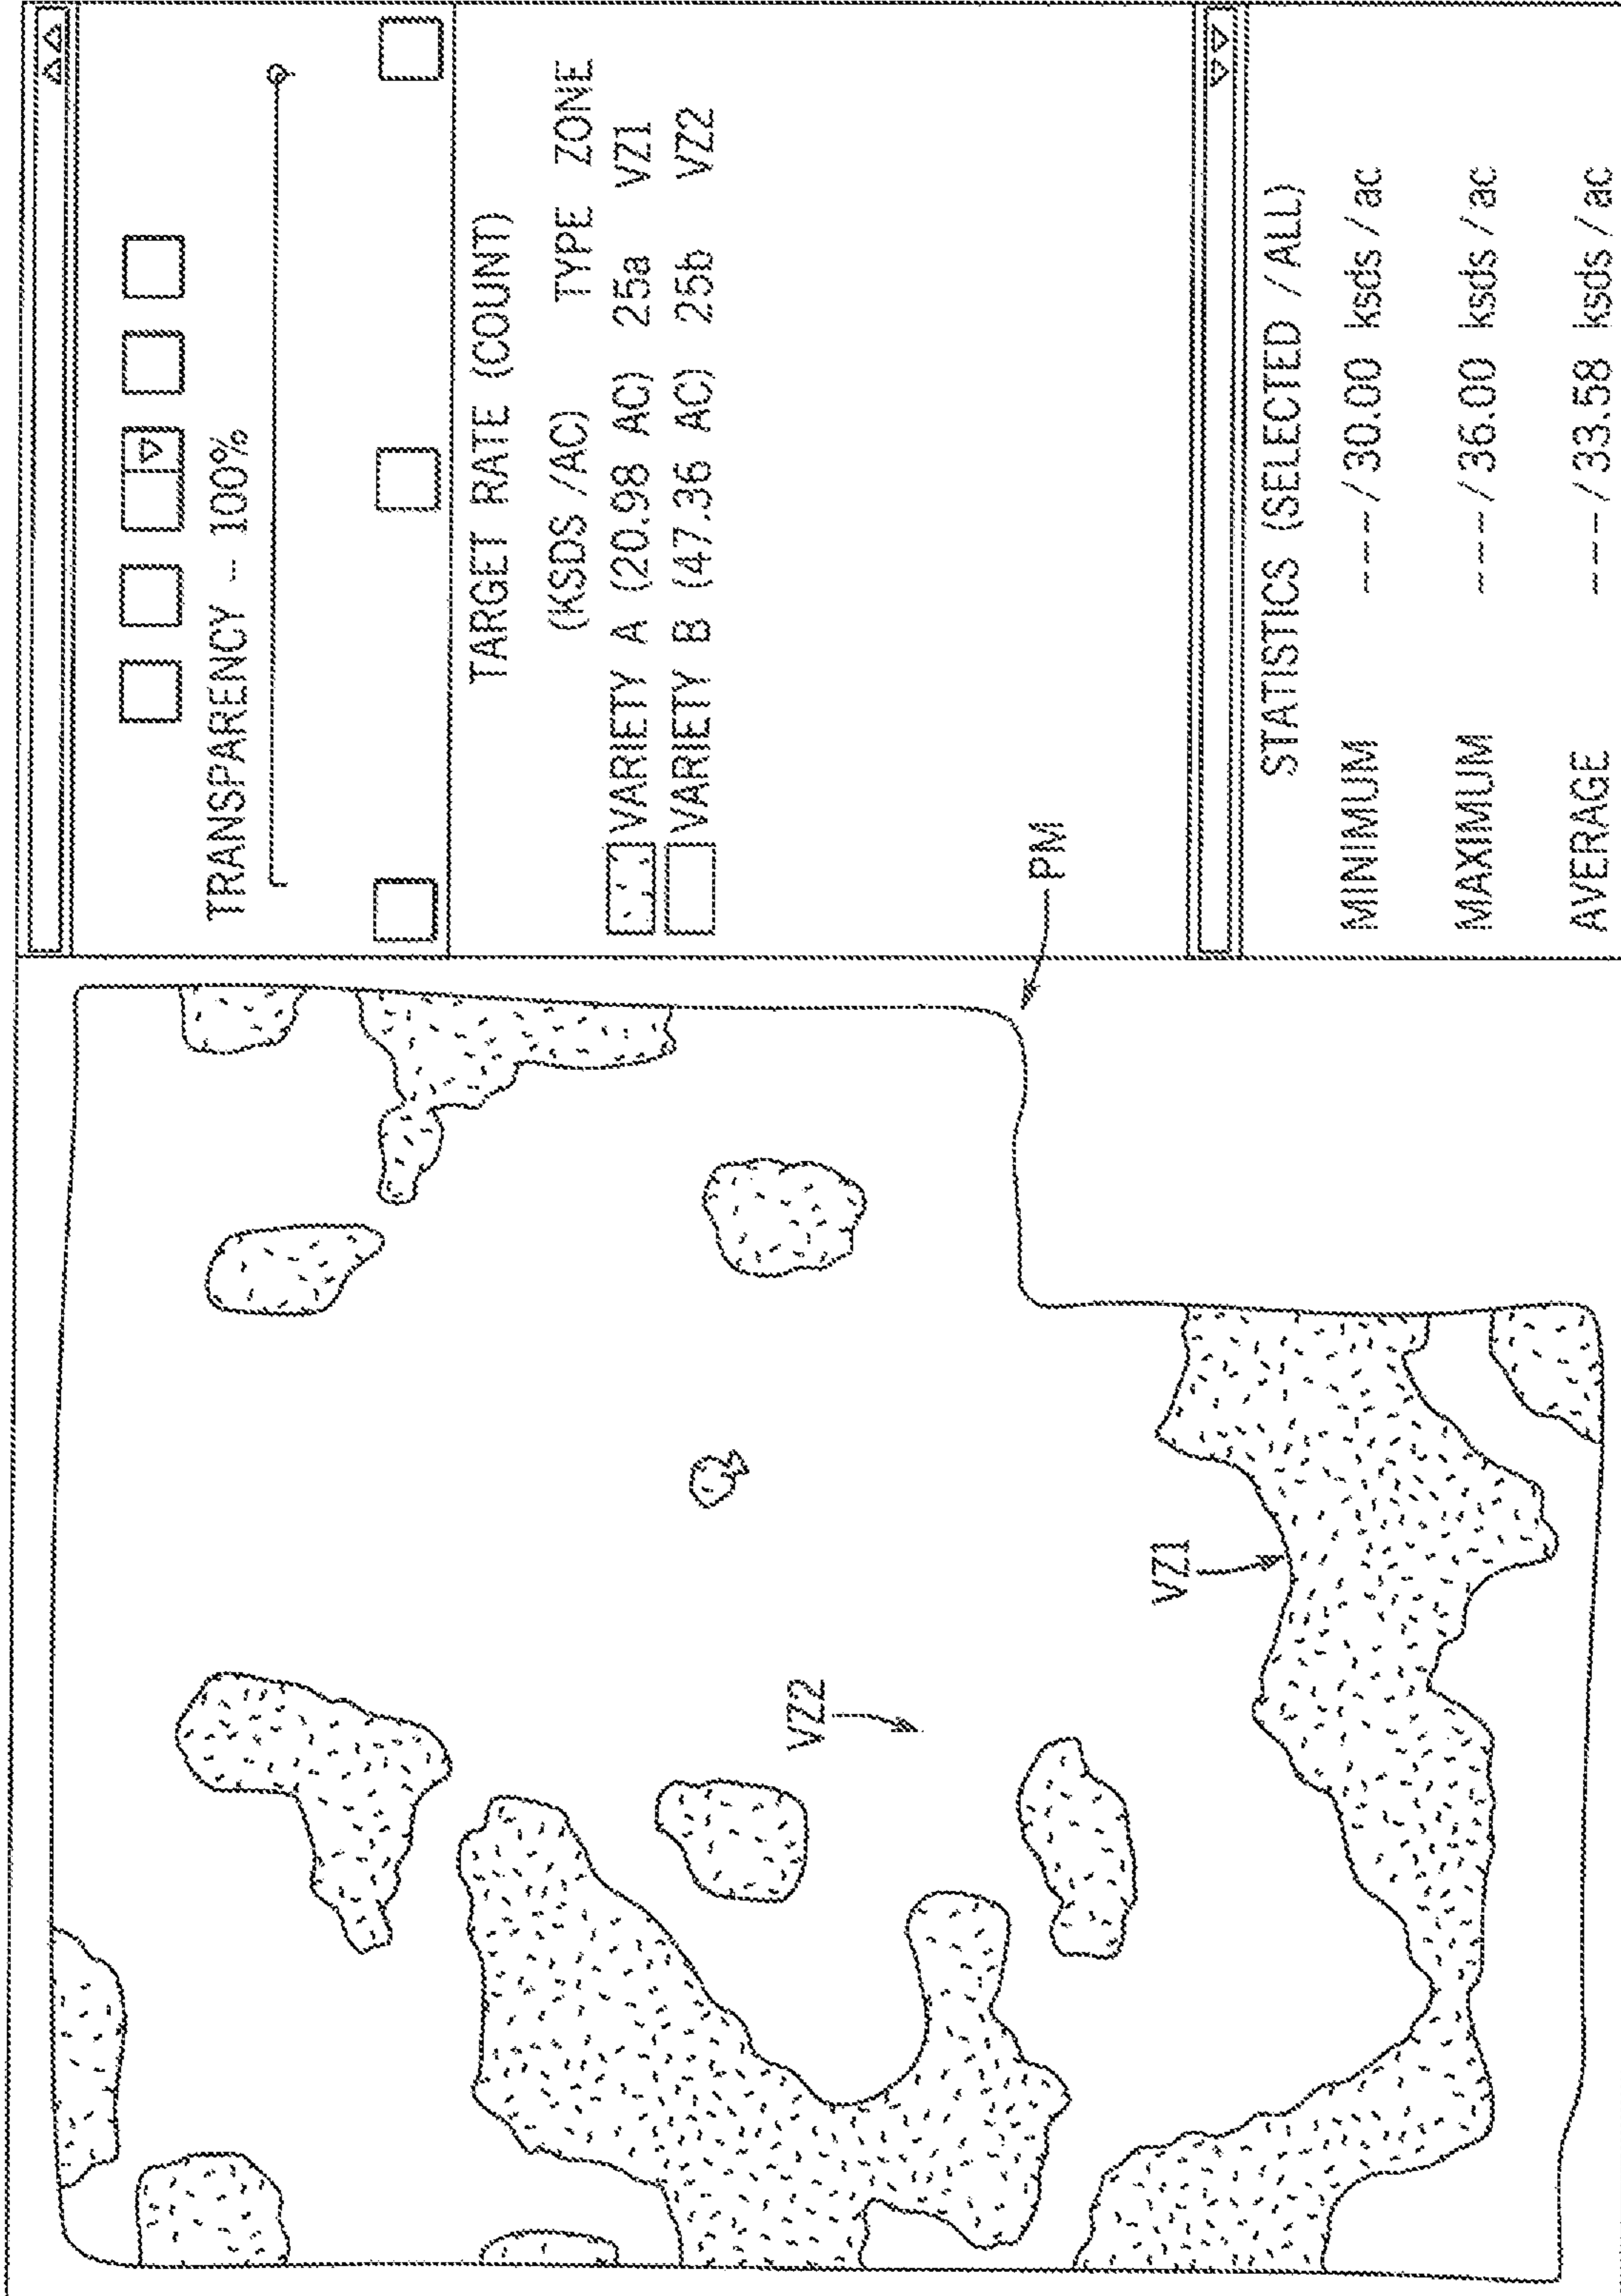 TRANSPARENCY - 100%
TARGET RATE (COUNT)
(KSDS /AC) TYPE ZONE
VARIETY A (20.98 AC) 25a VZ1
VARIETY B (47.36 AC) 25b VZ2
STATISTICS (SELECTED / ALL)
MINIMUM ---/30.00 ksds/ac
MAXIMUM ---/36.00 ksds/ac
AVERAGE ---/33.58 ksds/ac
PM
VZ2
VZ1